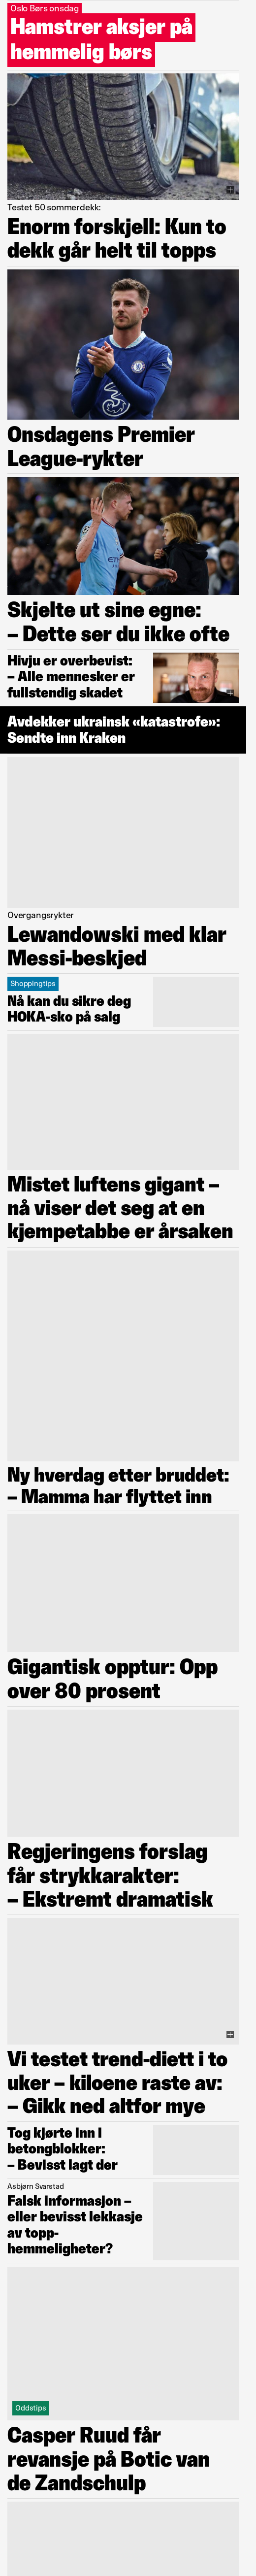 Oslo Børs onsdag
Hamstrer aksjer på
hemmelig børs
Testet 50 sommerdekk:
Enorm forskjell: Kun to
dekk går helt til topps
Onsdagens Premier
League-rykter
Skjelte ut sine egne:
– Dette ser du ikke ofte
Hivju er overbevist:
– Alle mennesker er
fullstendig skadet
Avdekker ukrainsk «katastrofe»:
Sendte inn Kraken
Overgangsrykter
Lewandowski med klar
Messi-beskjed
Shoppingtips
Nå kan du sikre deg
HOKA-sko på salg
Mistet luftens gigant –
nå viser det seg at en
kjempetabbe er årsaken
Ny hverdag etter bruddet:
– Mamma har flyttet inn
Gigantisk opptur: Opp
over 80 prosent
Regjeringens forslag
får strykkarakter:
– Ekstremt dramatisk
Vi testet trend-diett i to
uker – kiloene raste av:
– Gikk ned altfor mye
Tog kjørte inn i
betongblokker:
– Bevisst lagt der
Asbjørn Svarstad
Falsk informasjon –
eller bevisst lekkasje
av topp-
hemmeligheter?
Oddstips
Casper Ruud får
revansje på Botic van
de Zandschulp